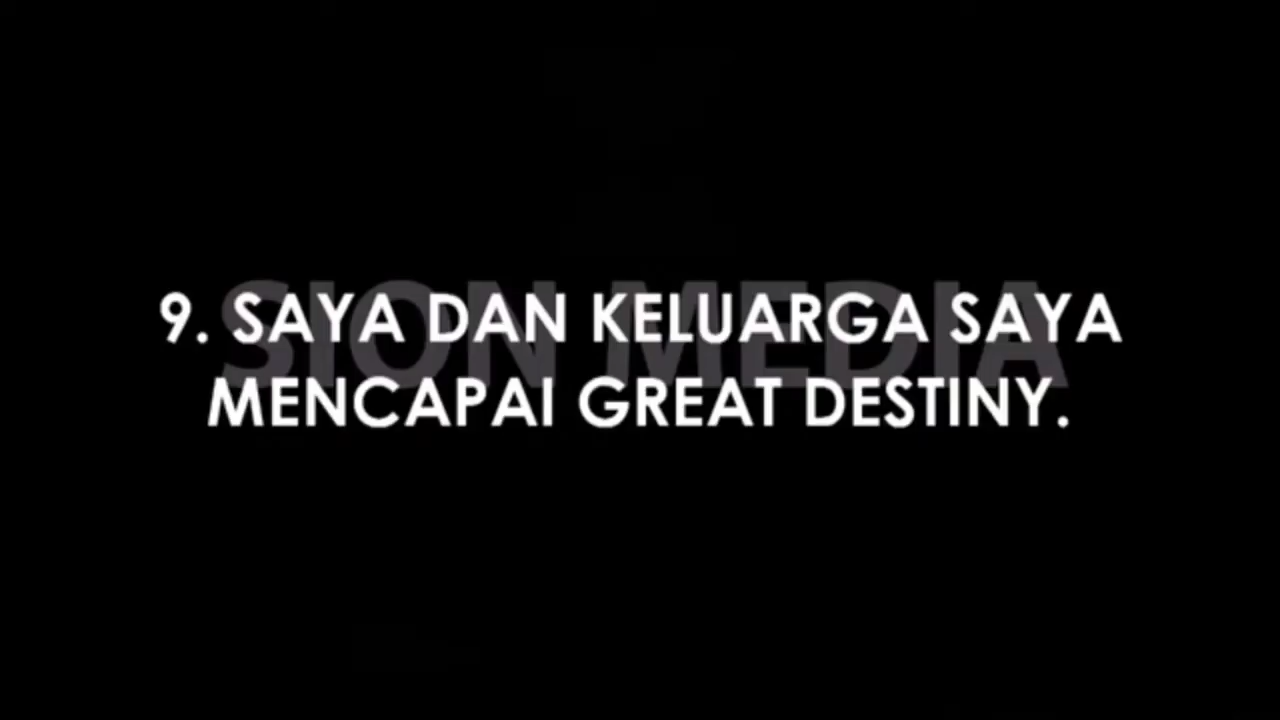 SION MEDIA
9. SAYA DAN KELUARGA SAYA
MENCAPAI GREAT DESTINY.